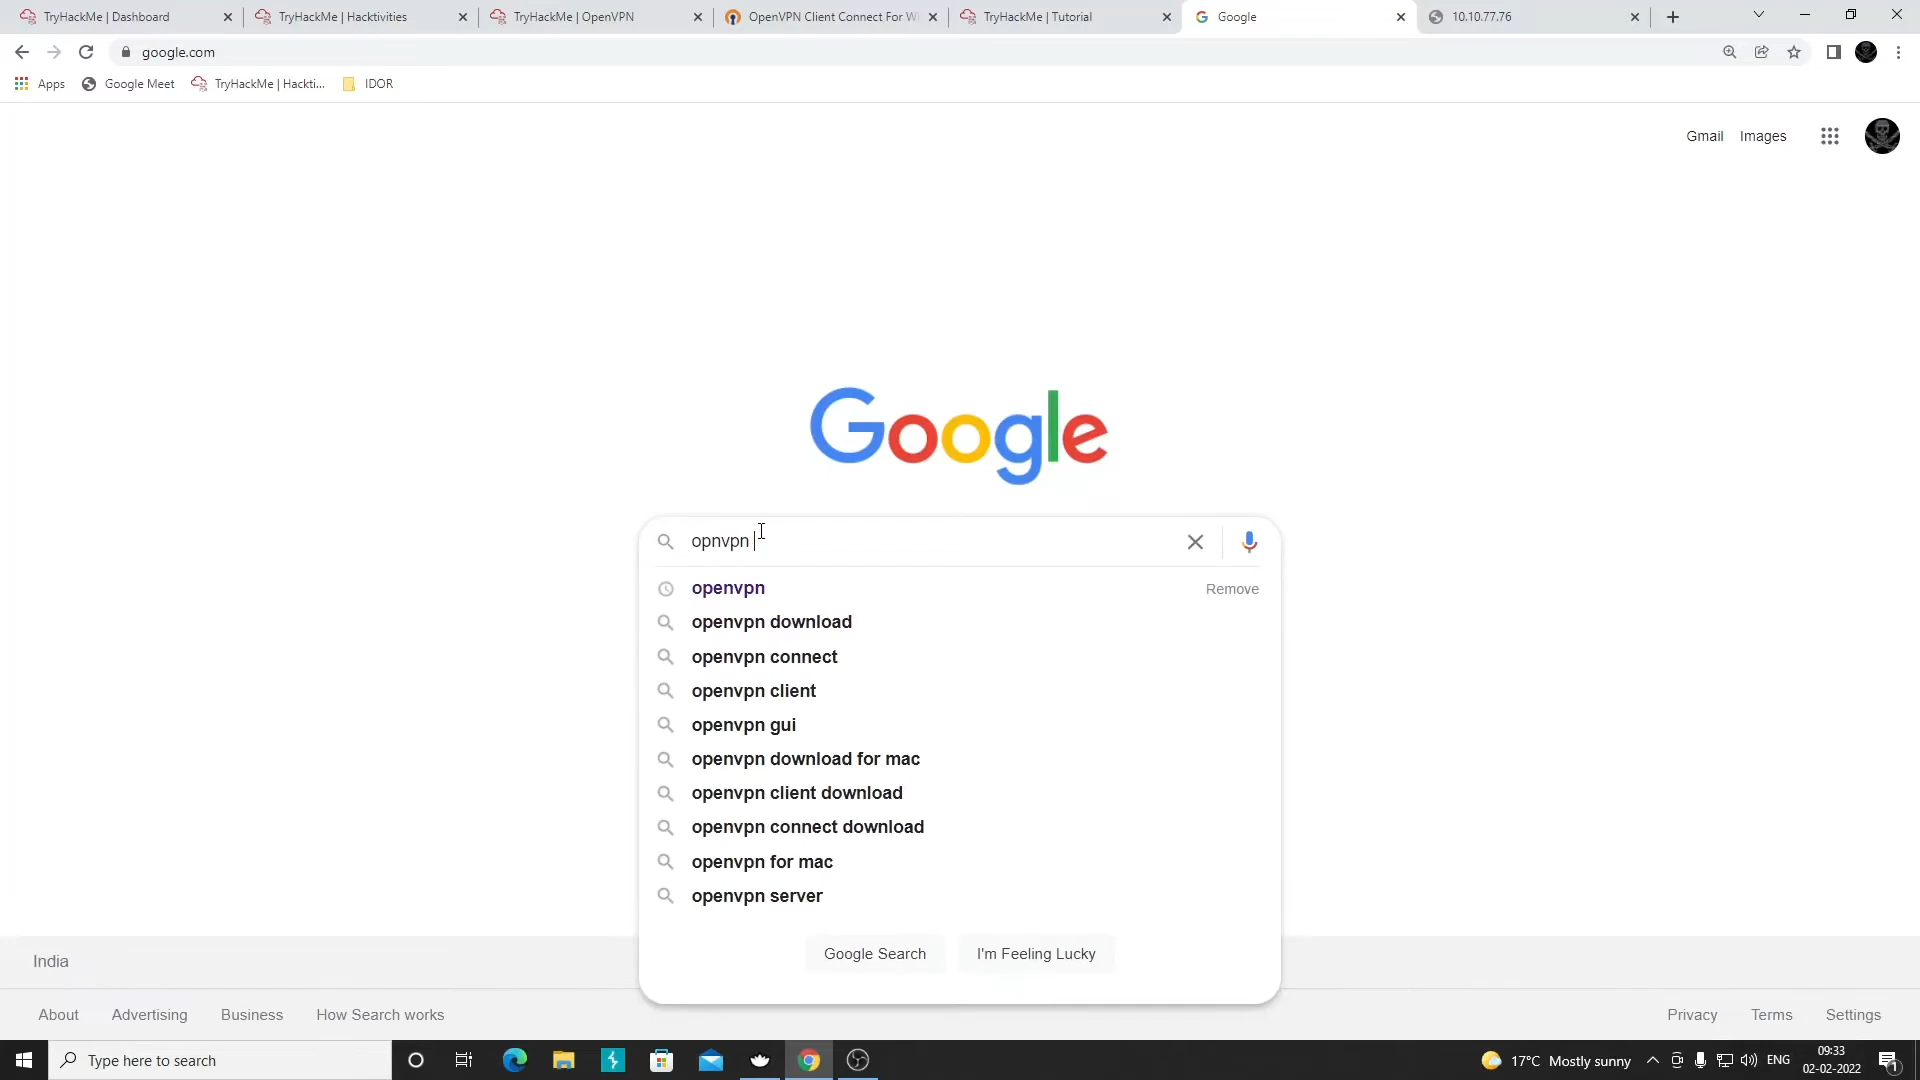 TryHackMe | Dashboard
TryHackMe | Hacktivities
TryHackMe | OpenVPN
OpenVPN Client Connect For W
TryHackMe | Tutorial
Google
10.10.77.76
google.com
Apps
Google Meet
TryHackMe | Hackti...
IDOR
Gmail
Images
Google
opnvpn
openvpn
Remove
openvpn download
openvpn connect
openvpn client
openvpn gui
openvpn download for mac
openvpn client download
openvpn connect download
openvpn for mac
openvpn server
Google Search
I'm Feeling Lucky
India
About
Advertising
Business
How Search works
Privacy
Terms
Settings
Type here to search
17°C Mostly sunny
ENG
09:33
02-02-2022
1